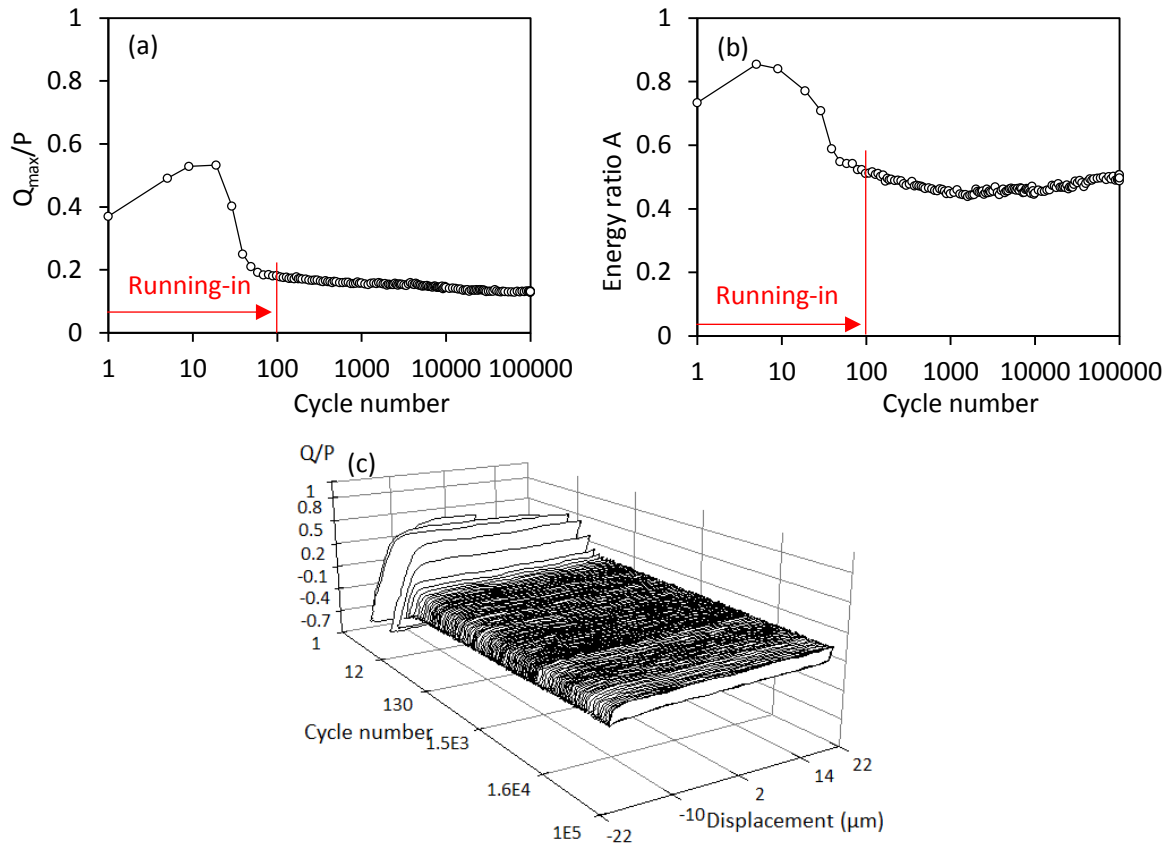 (a)
1
0.8
0.6
0.4
0.2
0
Q_max/P
Running-in
1 10 100 1000 10000 100000
Cycle number
(b)
1
0.8
0.6
0.4
0.2
0
Energy ratio A
Running-in
1 10 100 1000 10000 100000
Cycle number
Q/P (c)
1
0.8
0.5
0.2
-0.1
-0.4
-0.7
1
12
130
1.5E3
1.6E4
1E5
Cycle number
-22
-10
2
14
22
Displacement (μm)